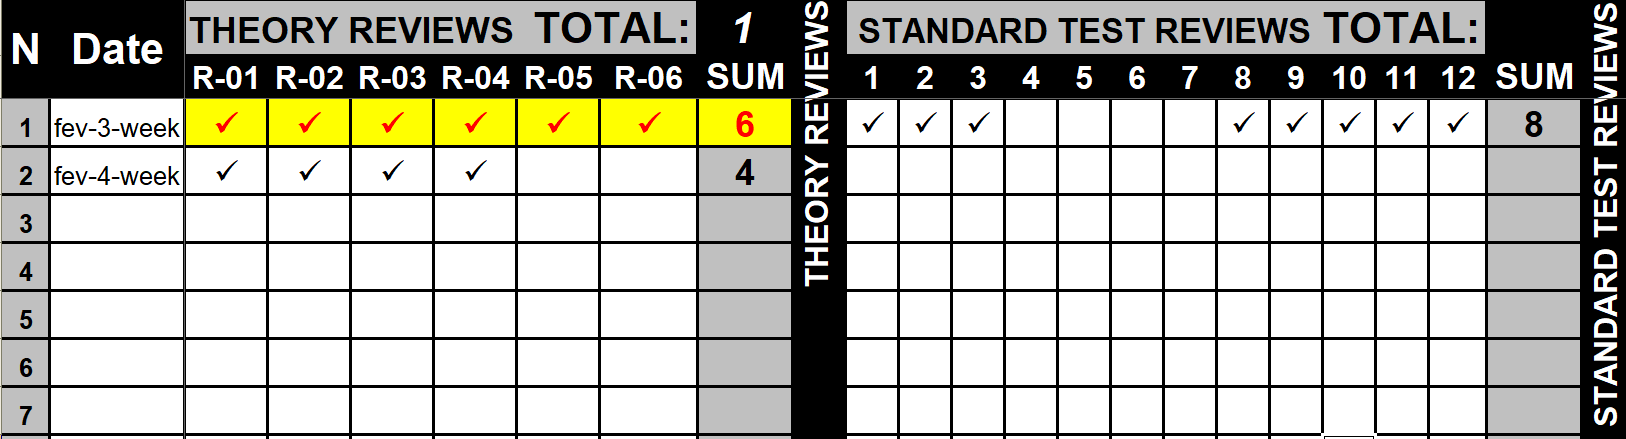 N Date THEORY REVIEWS TOTAL: 1 THEORY REVIEWS STANDARD TEST REVIEWS TOTAL: STANDARD TEST REVIEWS
R-01 R-02 R-03 R-04 R-05 R-06 SUM 1 2 3 4 5 6 7 8 9 10 11 12 SUM
1 fev-3-week ✓ ✓ ✓ ✓ ✓ ✓ 6 ✓ ✓ ✓ ✓ ✓ ✓ ✓ ✓ 8
2 fev-4-week ✓ ✓ ✓ ✓ 4
3
4
5
6
7